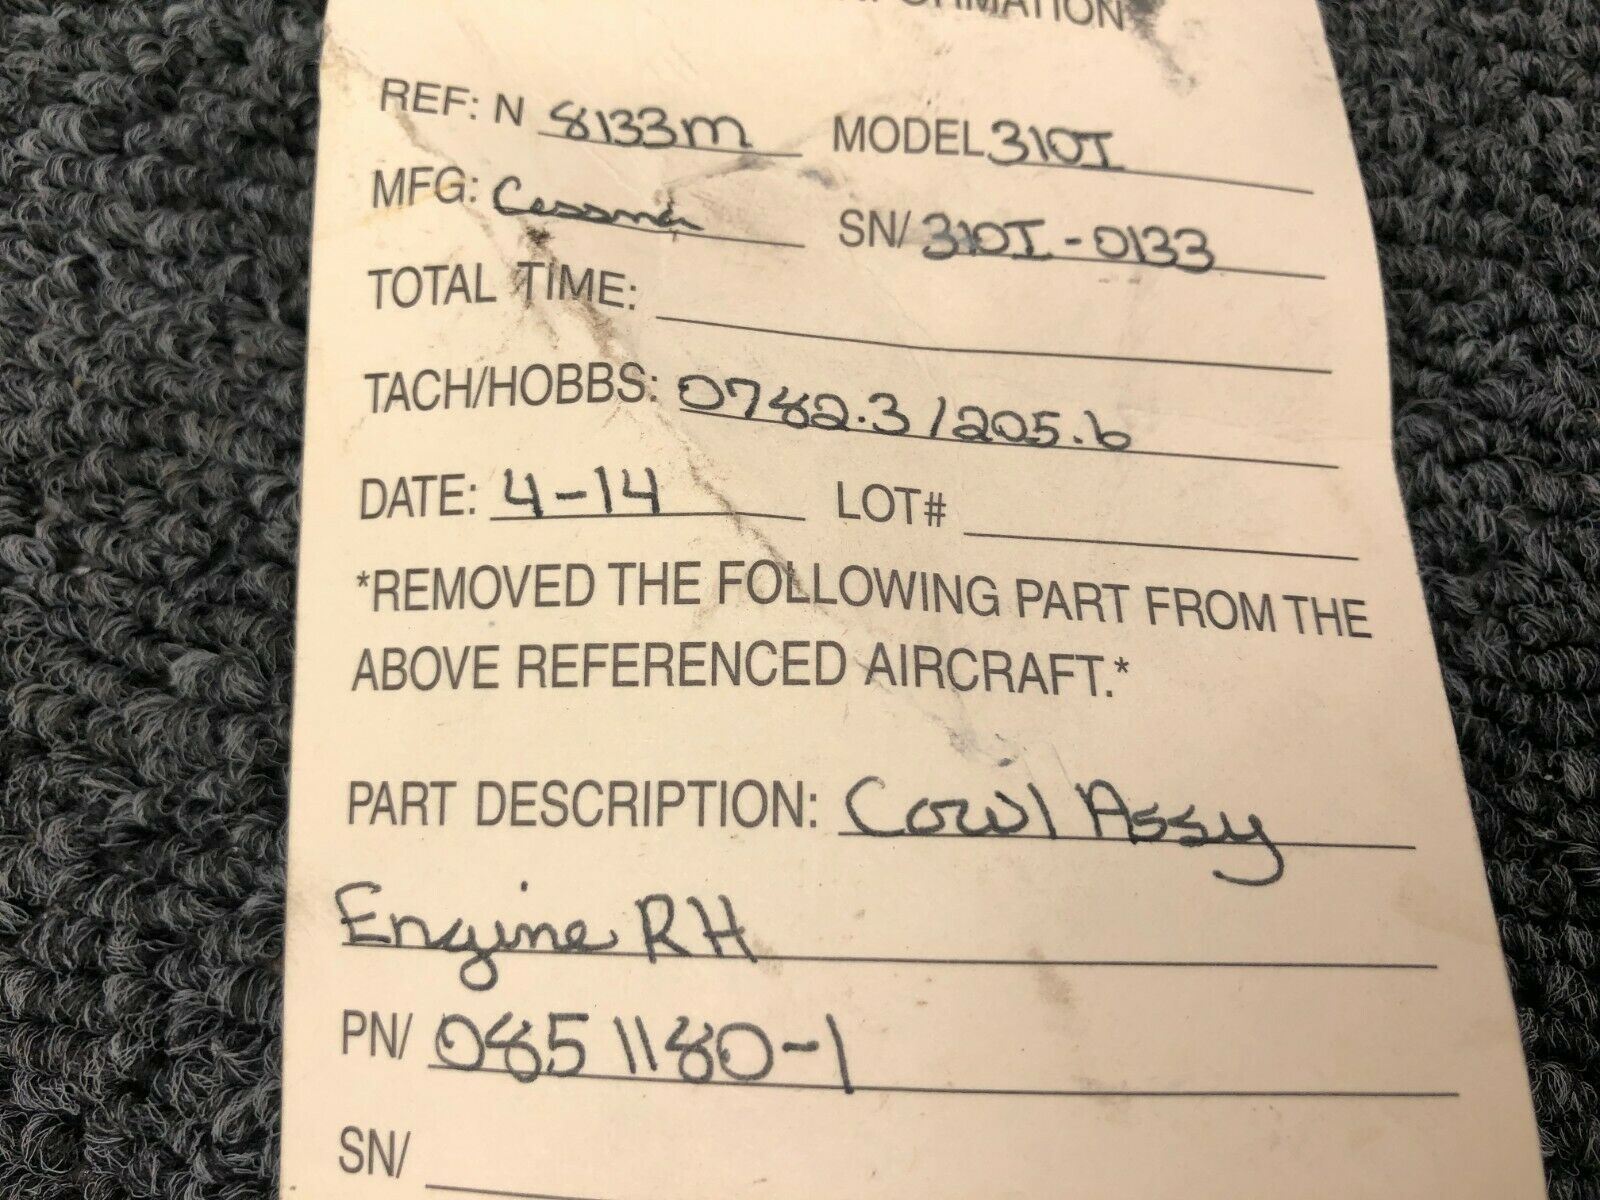 REF: N 8133M MODEL 310I
MFG: Cessna SN/ 310I-0133
TOTAL TIME:
TACH/HOBBS: 0782.3/205.6
DATE: 4-14 LOT#
*REMOVED THE FOLLOWING PART FROM THE
ABOVE REFERENCED AIRCRAFT.*
PART DESCRIPTION: Cowl Assy
Engine RH
PN/ 0851180-1
SN/